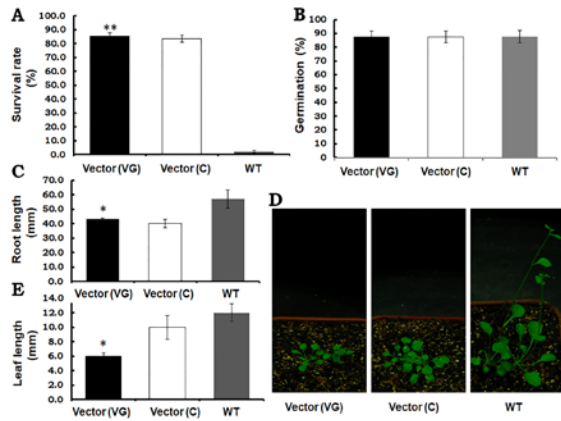 A
**
Survival rate
(%)
90.0
80.0
70.0
60.0
50.0
40.0
30.0
20.0
10.0
0.0
Vector (VG)
Vector (C)
WT
B
Germination (%)
100
90
80
70
60
50
40
30
20
10
0
Vector (VG)
Vector (C)
WT
C
*
Root length
(mm)
70.0
60.0
50.0
40.0
30.0
20.0
10.0
0.0
Vector (VG)
Vector (C)
WT
D
Vector (VG)
Vector (C)
WT
E
*
Leaf length
(mm)
14.0
12.0
10.0
8.0
6.0
4.0
2.0
0.0
Vector (VG)
Vector (C)
WT